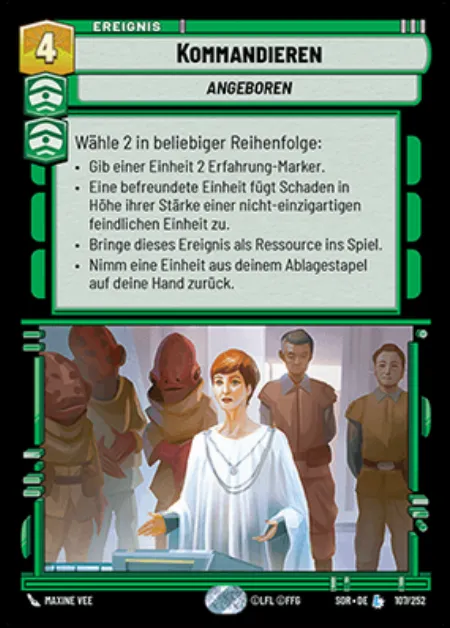 EREIGNIS
4
KOMMANDIEREN
ANGEBOREN
Wähle 2 in beliebiger Reihenfolge:
• Gib einer Einheit 2 Erfahrung-Marker.
• Eine befreundete Einheit fügt Schaden in
Höhe ihrer Stärke einer nicht-einzigartigen
feindlichen Einheit zu.
• Bringe dieses Ereignis als Ressource ins Spiel.
• Nimm eine Einheit aus deinem Ablagestapel
auf deine Hand zurück.
MAXINE VEE
©LFL ©FFG
SOR • DE L 107/252